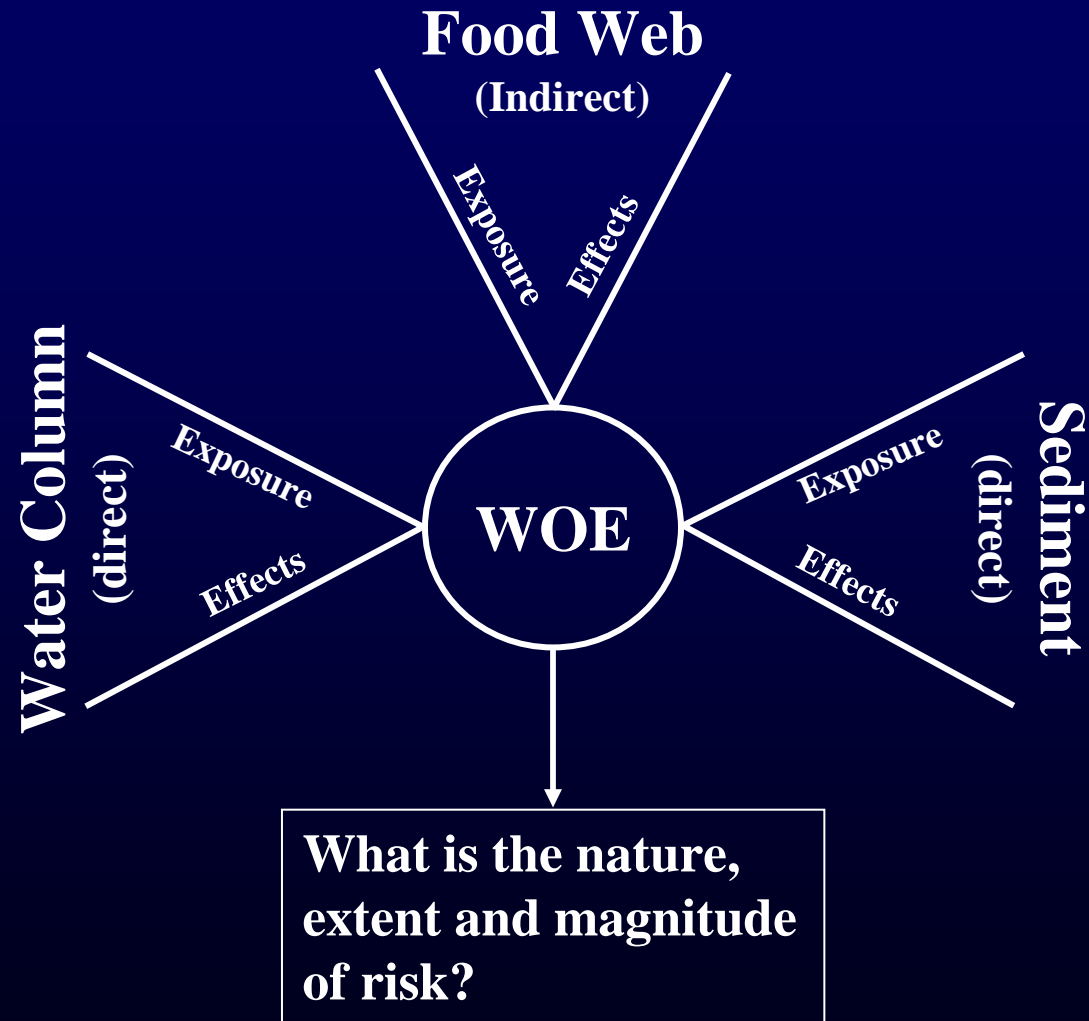 Food Web
(Indirect)
Exposure
Effects
Water Column
(direct)
Exposure
Effects
WOE
Exposure
Effects
(direct)
Sediment
What is the nature,
extent and magnitude
of risk?